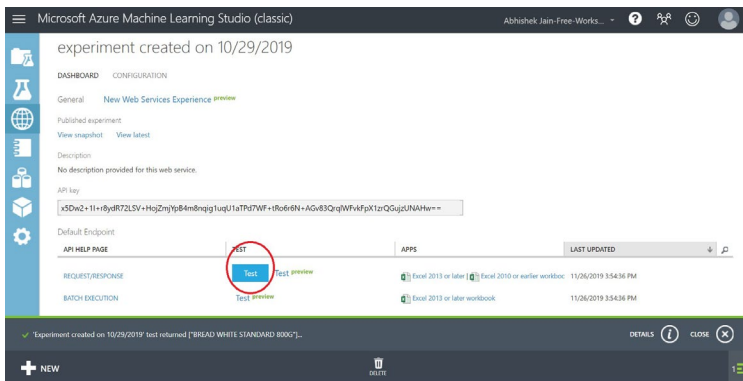 Microsoft Azure Machine Learning Studio (classic)
Abhishek Jain-Free-Works...
experiment created on 10/29/2019
DASHBOARD CONFIGURATION
General New Web Services Experience preview
Published experiment
View snapshot View latest
Description
No description provided for this web service.
API key
x5Dw2+1I+r8ydR72LSV+HojZmjYpB4m8nqig1uqU1aTPd7WF+tRo6r6N+AGv83QrqlWFvkFpX1zrQGujzUNAHw==
Default Endpoint
API HELP PAGE TEST APPS LAST UPDATED
REQUEST/RESPONSE Test Test preview Excel 2013 or later | Excel 2010 or earlier workboc 11/26/2019 3:54:36 PM
BATCH EXECUTION Test preview Excel 2013 or later workbook 11/26/2019 3:54:36 PM
'Experiment created on 10/29/2019' test returned ["BREAD WHITE STANDARD 800G"]... DETAILS CLOSE
NEW DELETE 1